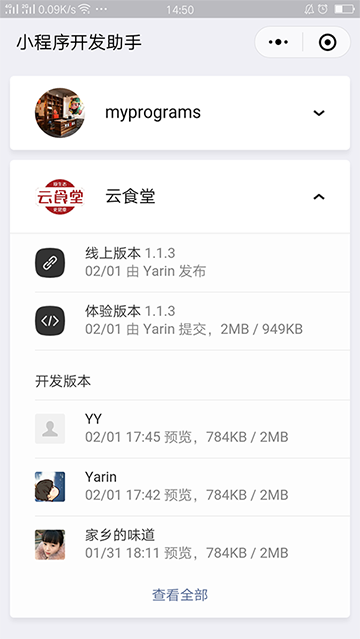 0.09K/s
14:50
小程序开发助手
myprograms
云食堂
云食堂
线上版本 1.1.3
02/01 由 Yarin 发布
体验版本 1.1.3
02/01 由 Yarin 提交，2MB / 949KB
开发版本
YY
02/01 17:45 预览，784KB / 2MB
Yarin
02/01 17:42 预览，784KB / 2MB
家乡的味道
01/31 18:11 预览，784KB / 2MB
查看全部